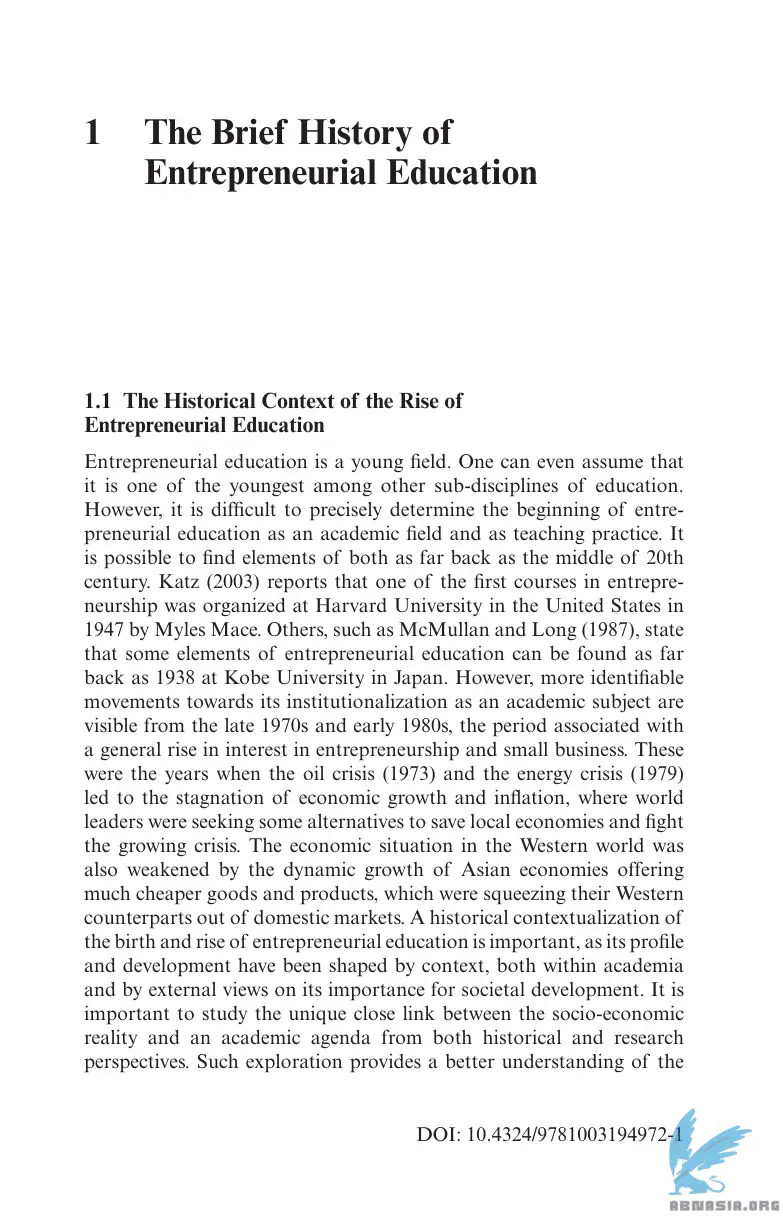 1 The Brief History of
Entrepreneurial Education
1.1 The Historical Context of the Rise of
Entrepreneurial Education
Entrepreneurial education is a young field. One can even assume that
it is one of the youngest among other sub-disciplines of education.
However, it is difficult to precisely determine the beginning of entre-
preneurial education as an academic field and as teaching practice. It
is possible to find elements of both as far back as the middle of 20th
century. Katz (2003) reports that one of the first courses in entrepre-
neurship was organized at Harvard University in the United States in
1947 by Myles Mace. Others, such as McMullan and Long (1987), state
that some elements of entrepreneurial education can be found as far
back as 1938 at Kobe University in Japan. However, more identifiable
movements towards its institutionalization as an academic subject are
visible from the late 1970s and early 1980s, the period associated with
a general rise in interest in entrepreneurship and small business. These
were the years when the oil crisis (1973) and the energy crisis (1979)
led to the stagnation of economic growth and inflation, where world
leaders were seeking some alternatives to save local economies and fight
the growing crisis. The economic situation in the Western world was
also weakened by the dynamic growth of Asian economies offering
much cheaper goods and products, which were squeezing their Western
counterparts out of domestic markets. A historical contextualization of
the birth and rise of entrepreneurial education is important, as its profile
and development have been shaped by context, both within academia
and by external views on its importance for societal development. It is
important to study the unique close link between the socio-economic
reality and an academic agenda from both historical and research
perspectives. Such exploration provides a better understanding of the
DOI: 10.4324/9781003194972-1
ABNASIA.ORG